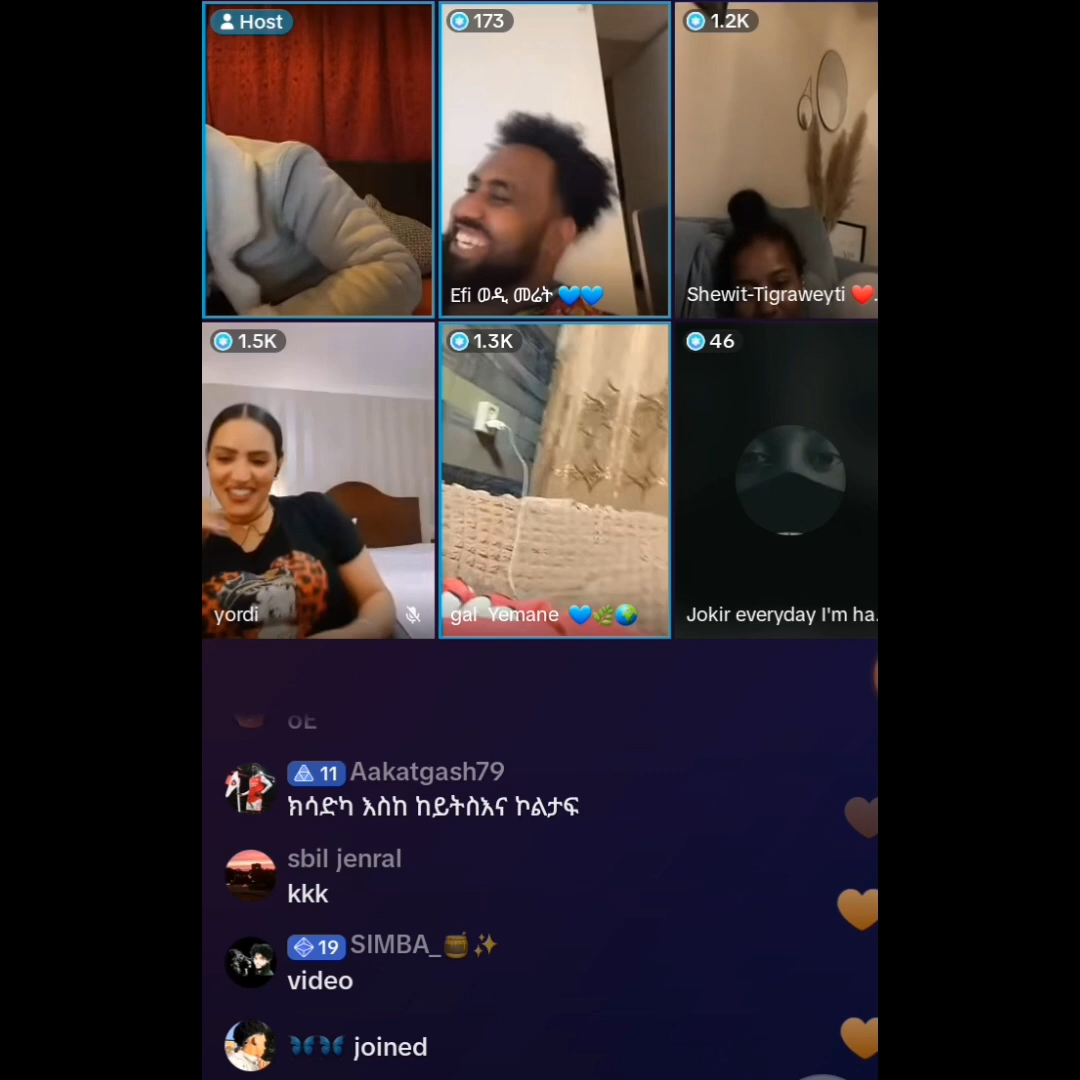 Host
173
1.2K
Efi ወዲ መሬት 💙💙
Shewit-Tigraweyti ❤️.
1.5K
1.3K
46
yordi
gal Yemane 💙🌿🌍
Jokir everyday I'm ha.
11 Aakatgash79
ክሳድካ እስከ ከይትስእና ኮልታፍ
sbil jenral
kkk
19 SIMBA_🍯✨
video
🦋🦋 joined